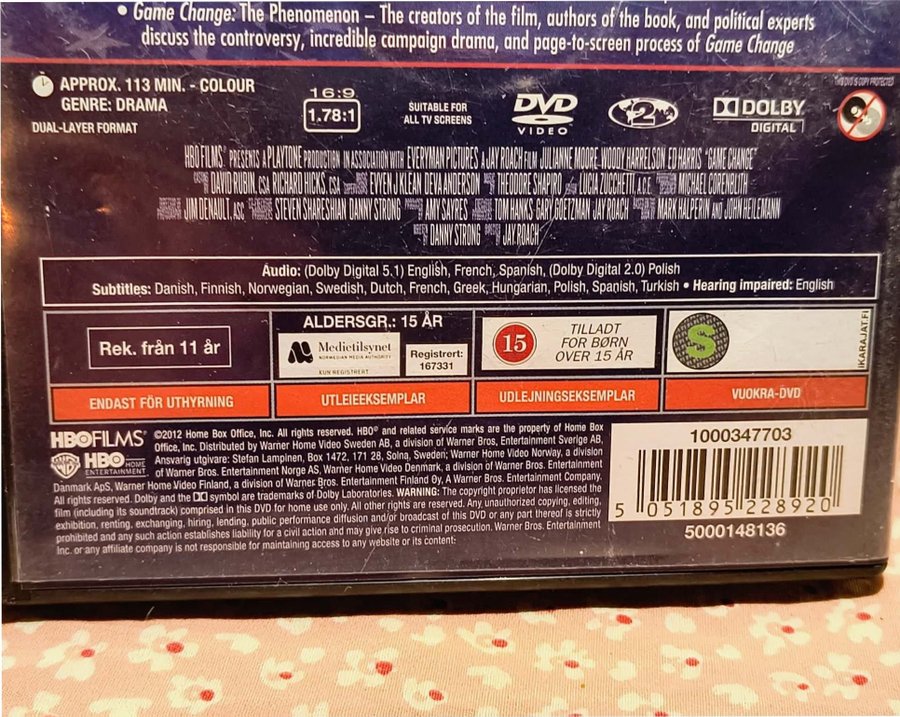 • Game Change: The Phenomenon – The creators of the film, authors of the book, and political experts
discuss the controversy, incredible campaign drama, and page-to-screen process of Game Change
APPROX. 113 MIN. - COLOUR
GENRE: DRAMA
DUAL-LAYER FORMAT
16:9
1.78:1
SUITABLE FOR
ALL TV SCREENS
DVD
VIDEO
2
DOLBY
DIGITAL
THIS DVD IS COPY PROTECTED
HBO FILMS® PRESENTS A PLAYTONE PRODUCTION IN ASSOCIATION WITH EVERYMAN PICTURES A JAY ROACH FILM JULIANNE MOORE WOODY HARRELSON ED HARRIS "GAME CHANGE"
CASTING BY DAVID RUBIN, CSA RICHARD HICKS, CSA EVYEN J KLEAN DEVA ANDERSON THEODORE SHAPIRO LUCIA ZUCCHETTI, A.C.E. MICHAEL CORENBLITH
JIM DENAULT, ASC STEVEN SHARESHIAN DANNY STRONG AMY SAYRES TOM HANKS GARY GOETZMAN JAY ROACH MARK HALPERIN AND JOHN HEILEMANN
WRITTEN BY DANNY STRONG DIRECTED BY JAY ROACH
Audio: (Dolby Digital 5.1) English, French, Spanish, (Dolby Digital 2.0) Polish
Subtitles: Danish, Finnish, Norwegian, Swedish, Dutch, French, Greek, Hungarian, Polish, Spanish, Turkish • Hearing impaired: English
Rek. från 11 år
ENDAST FÖR UTHYRNING
ALDERSGR.: 15 ÅR
Medietilsynet
NORWEGIAN MEDIA AUTHORITY
KUN REGISTRERT
Registrert:
167331
UTLEIEEKSEMPLAR
15
TILLADT
FOR BØRN
OVER 15 ÅR
UDLEJNINGSEKSEMPLAR
S
IKARAJAT.FI
VUOKRA-DVD
HBO FILMS®
HBO HOME
ENTERTAINMENT
©2012 Home Box Office, Inc. All rights reserved. HBO® and related service marks are the property of Home Box
Office, Inc. Distributed by Warner Home Video Sweden AB, a division of Warner Bros. Entertainment Sverige AB,
Ansvarig utgivare: Stefan Lampinen, Box 1472, 171 28, Solna, Sweden; Warner Home Video Norway, a division
of Warner Bros. Entertainment Norge AS, Warner Home Video Denmark, a division of Warner Bros. Entertainment
Danmark ApS, Warner Home Video Finland, a division of Warner Bros. Entertainment Finland Oy, A Warner Bros. Entertainment Company.
All rights reserved. Dolby and the symbol are trademarks of Dolby Laboratories. WARNING: The copyright proprietor has licensed the
film (including its soundtrack) comprised in this DVD for home use only. All other rights are reserved. Any unauthorized copying, editing,
exhibition, renting, exchanging, hiring, lending, public performance diffusion and/or broadcast of this DVD or any part thereof is strictly
prohibited and any such action establishes liability for a civil action and may give rise to criminal prosecution. Warner Bros. Entertainment
Inc. or any affiliate company is not responsible for maintaining access to any website or its content.
1000347703
5 051895 228920
5000148136